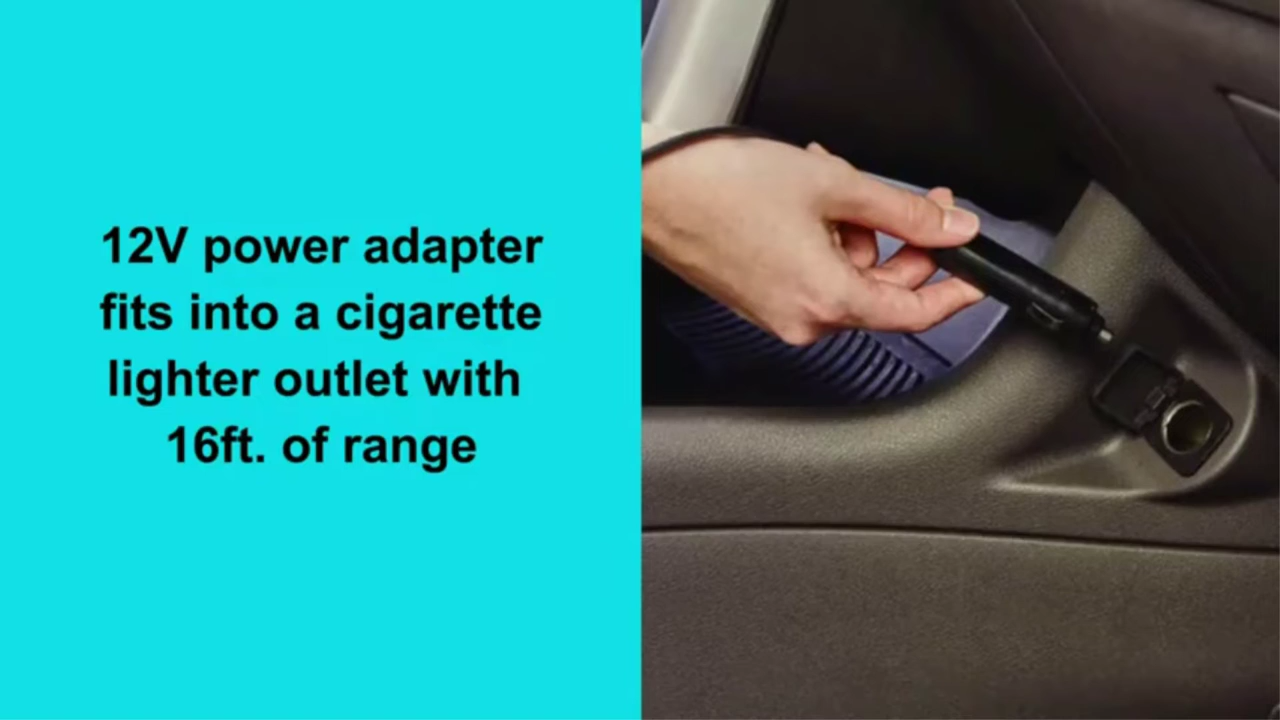 12V power adapter
fits into a cigarette
lighter outlet with
16ft. of range